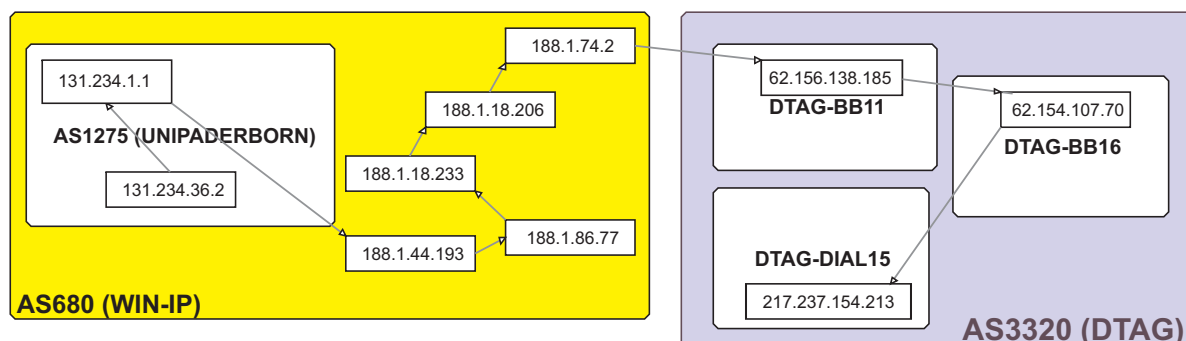 188.1.74.2
131.234.1.1
62.156.138.185
188.1.18.206
DTAG-BB11
62.154.107.70
AS1275 (UNIPADERBORN)
DTAG-BB16
188.1.18.233
131.234.36.2
188.1.86.77
188.1.44.193
DTAG-DIAL15
217.237.154.213
AS680 (WIN-IP)
AS3320 (DTAG)